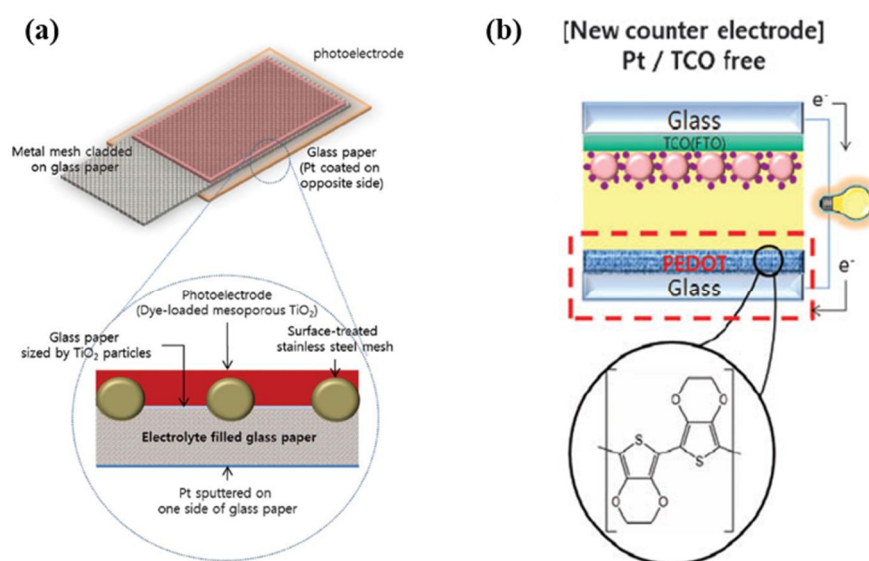 (a)
photoelectrode
Metal mesh cladded
on glass paper
Glass paper
(Pt coated on
opposite side)
Photoelectrode
(Dye-loaded mesoporous TiO₂)
Glass paper
sized by TiO₂ particles
Surface-treated
stainless steel mesh
Electrolyte filled glass paper
Pt sputtered on
one side of glass paper
(b)
[New counter electrode]
Pt / TCO free
e⁻
Glass
TCO(FTO)
PEDOT
Glass
e⁻
O
O
S
S
O
O